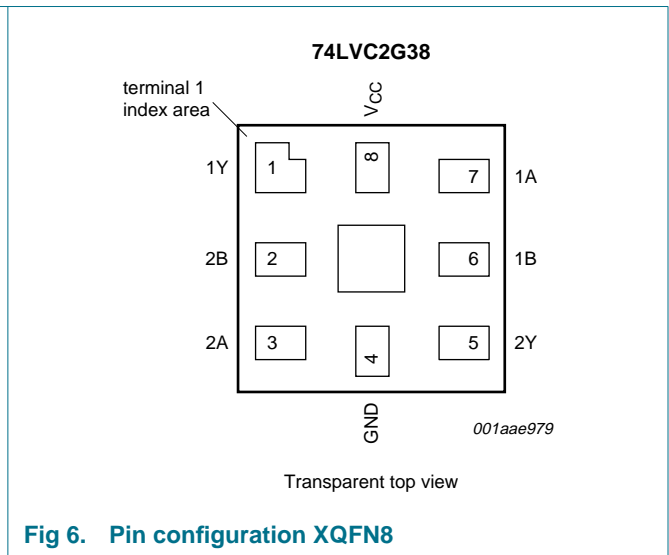 74LVC2G38
terminal 1
index area
VCC
1Y 1 8 7 1A
2B 2 6 1B
2A 3 4 5 2Y
GND
001aae979
Transparent top view
Fig 6. Pin configuration XQFN8